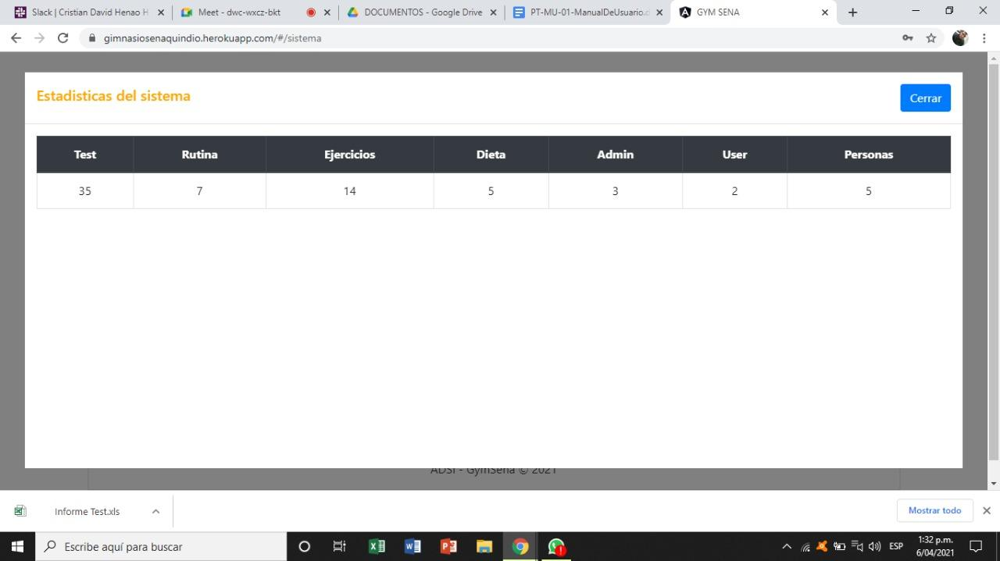 Slack | Cristian David Henao H
Meet - dwc-wxcz-bkt
DOCUMENTOS - Google Drive
PT-MU-01-ManualDeUsuario.d
GYM SENA
gimnasiosenaquindio.herokuapp.com/#/sistema
Estadisticas del sistema
Cerrar
Test Rutina Ejercicios Dieta Admin User Personas
35 7 14 5 3 2 5
ADSI - GymSena © 2021
Informe Test.xls
Mostrar todo
Escribe aquí para buscar
ESP
1:32 p.m.
6/04/2021